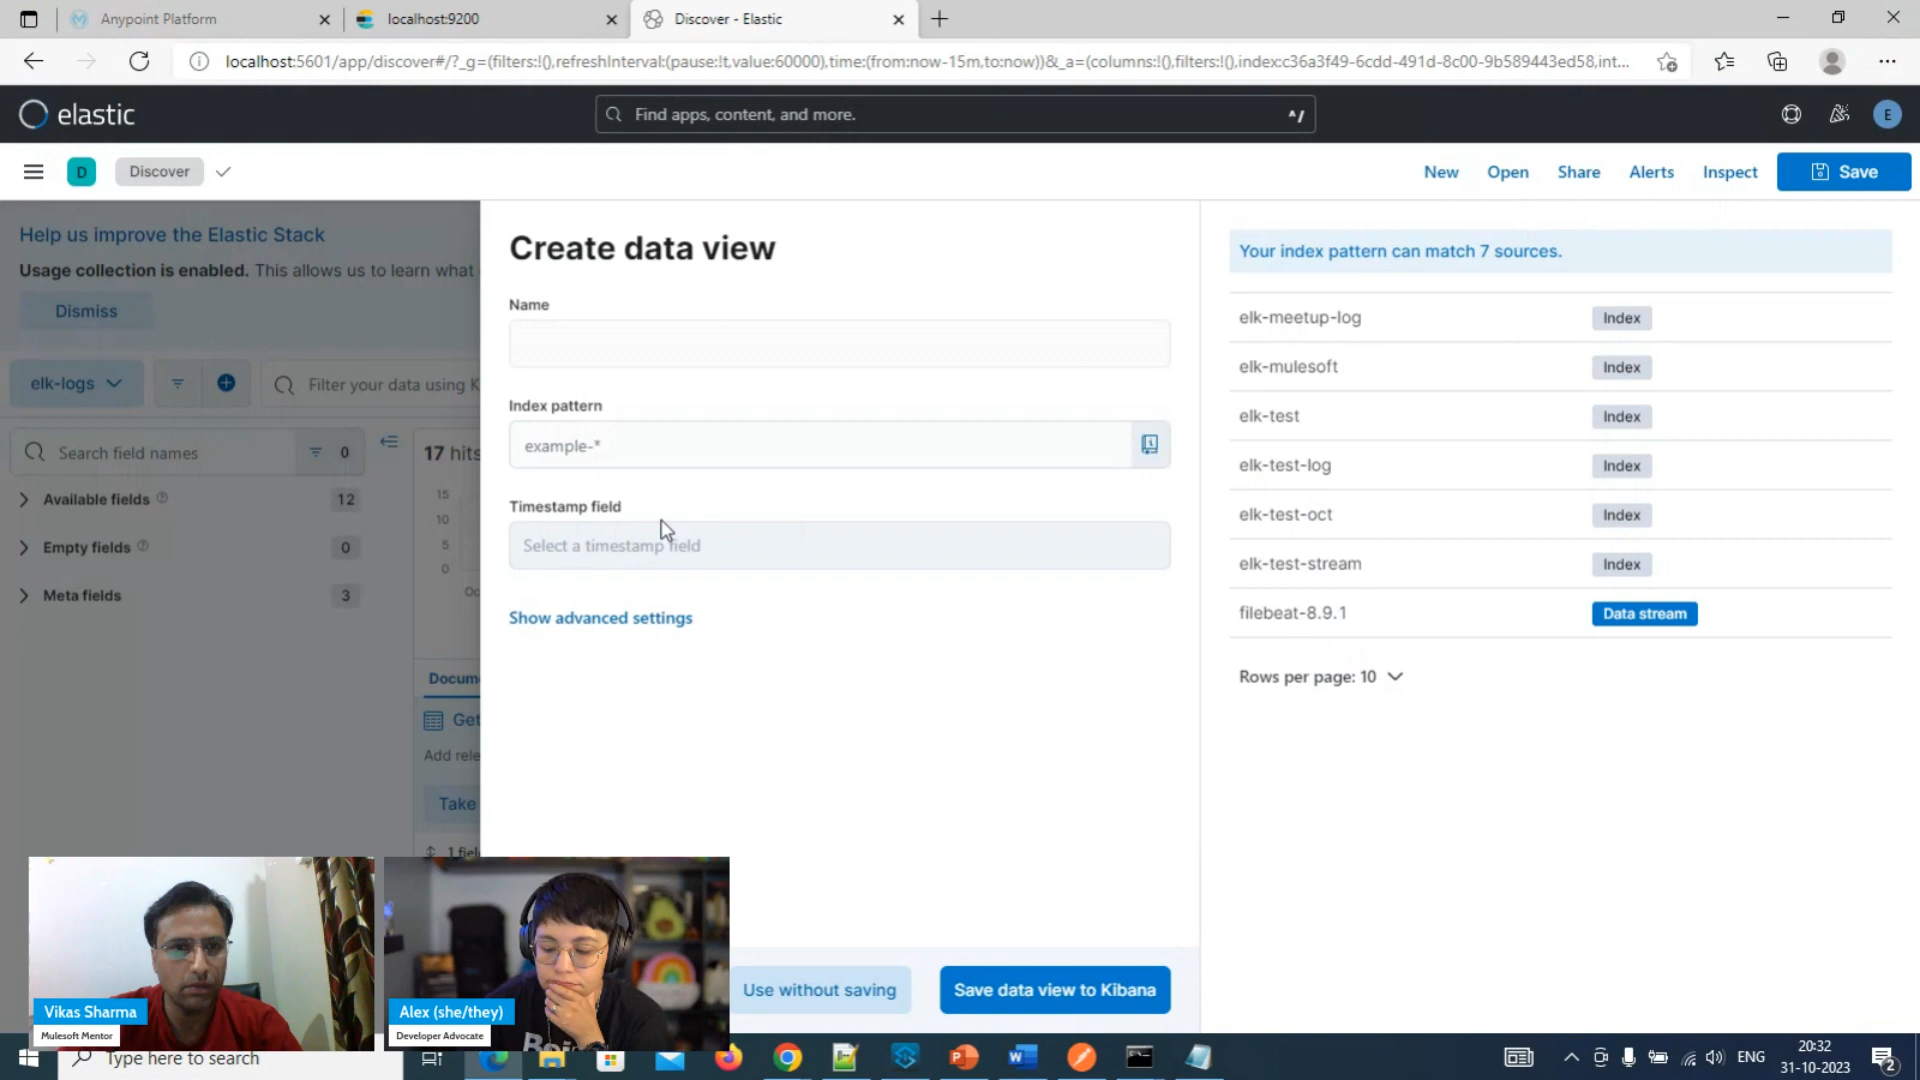 Anypoint Platform
localhost:9200
Discover - Elastic
localhost:5601/app/discover#/?_g=(filters:!(),refreshInterval:(pause:!t,value:60000),time:(from:now-15m,to:now))&_a=(columns:!(),filters:!(),index:c36a3f49-6cdd-491d-8c00-9b589443ed58,int...
elastic
Find apps, content, and more.
^/
E
D
Discover
New
Open
Share
Alerts
Inspect
Save
Help us improve the Elastic Stack
Usage collection is enabled. This allows us to learn what
Dismiss
elk-logs
Filter your data using K
Search field names
0
17 hits
Available fields
12
Empty fields
0
Meta fields
3
15
10
5
0
Oc
Docum
Get
Add rele
Take
1 fiel
Create data view
Name
Index pattern
example-*
Timestamp field
Select a timestamp field
Show advanced settings
Use without saving
Save data view to Kibana
Your index pattern can match 7 sources.
elk-meetup-log Index
elk-mulesoft Index
elk-test Index
elk-test-log Index
elk-test-oct Index
elk-test-stream Index
filebeat-8.9.1 Data stream
Rows per page: 10
Vikas Sharma
Mulesoft Mentor
Alex (she/they)
Developer Advocate
Type here to search
ENG
20:32
31-10-2023
2